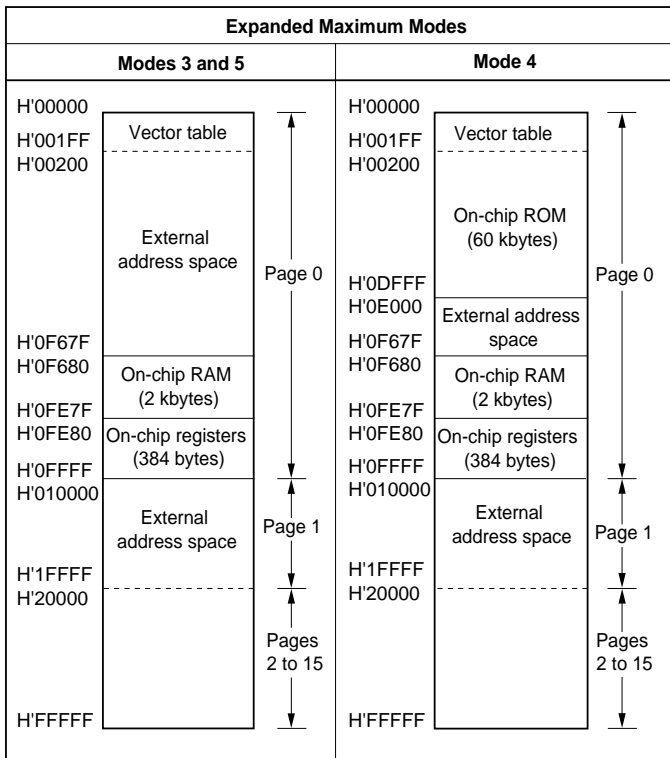 Expanded Maximum Modes
Modes 3 and 5
H'00000
H'001FF
H'00200
H'0F67F
H'0F680
H'0FE7F
H'0FE80
H'0FFFF
H'010000
H'1FFFF
H'20000
H'FFFFF
Vector table
External
address space
On-chip RAM
(2 kbytes)
On-chip registers
(384 bytes)
External
address space
Page 0
Page 1
Pages
2 to 15
Mode 4
H'00000
H'001FF
H'00200
H'0DFFF
H'0E000
H'0F67F
H'0F680
H'0FE7F
H'0FE80
H'0FFFF
H'010000
H'1FFFF
H'20000
H'FFFFF
Vector table
On-chip ROM
(60 kbytes)
External address
space
On-chip RAM
(2 kbytes)
On-chip registers
(384 bytes)
External
address space
Page 0
Page 1
Pages
2 to 15